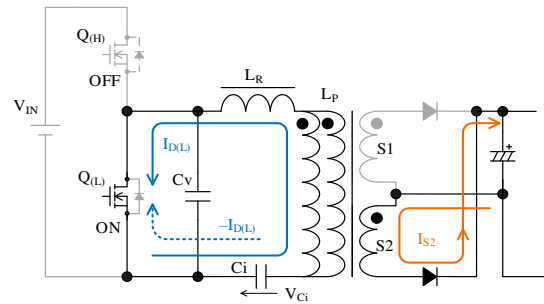 Q(H)
OFF
LR
LP
VIN
ID(L)
S1
+
Q(L)
Cv
ON
–ID(L)
S2
IS2
Ci
VCi